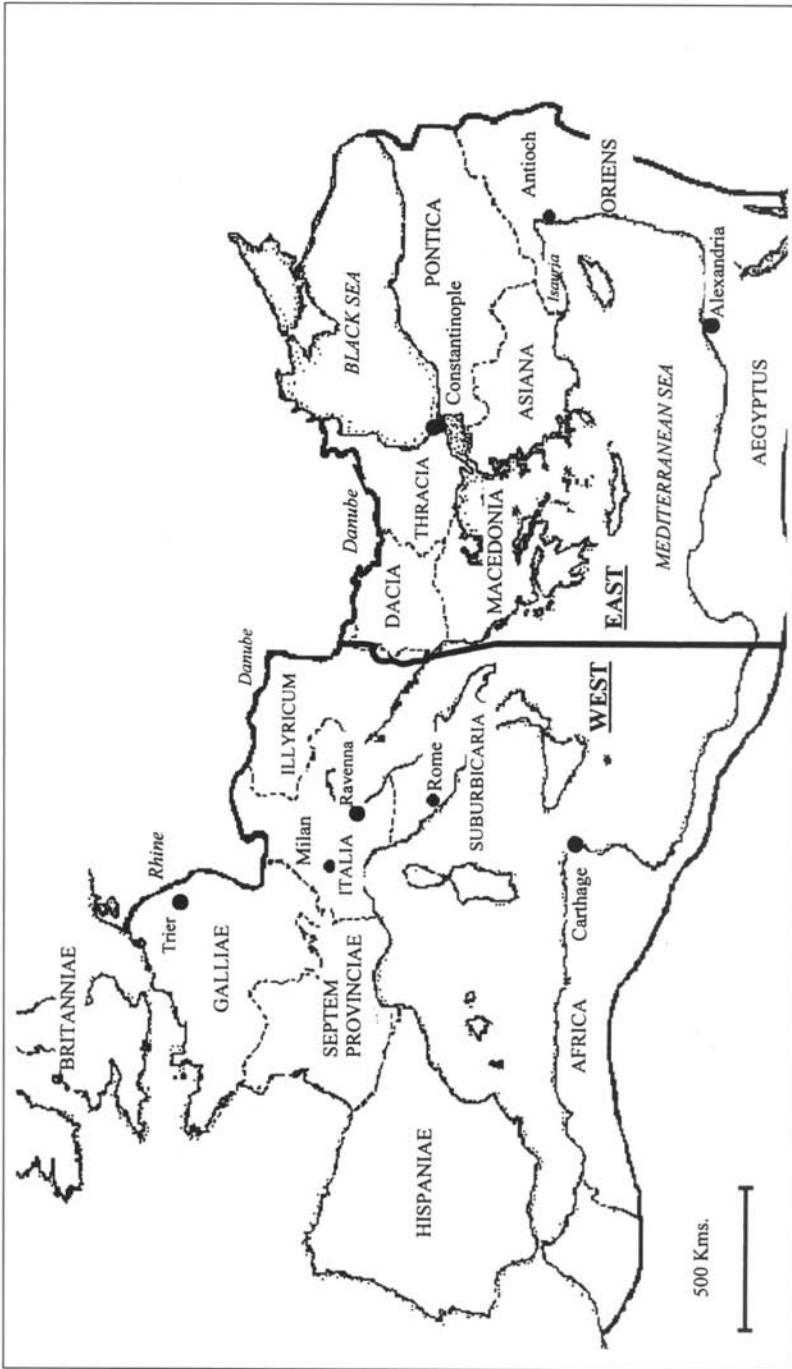 BRITANNIAE
Rhine
Trier
GALLIAE
SEPTEM
PROVINCIAE
HISPANIAE
Milan
ITALIA
Ravenna
Rome
SUBURBICARIA
ILLYRICUM
Danube
Danube
DACIA
THRACIA
MACEDONIA
BLACK SEA
Constantinople
PONTICA
ASIANA
Isauria
Antioch
ORIENS
WEST
EAST
MEDITERRANEAN SEA
Carthage
AFRICA
Alexandria
AEGYPTUS
500 Kms.